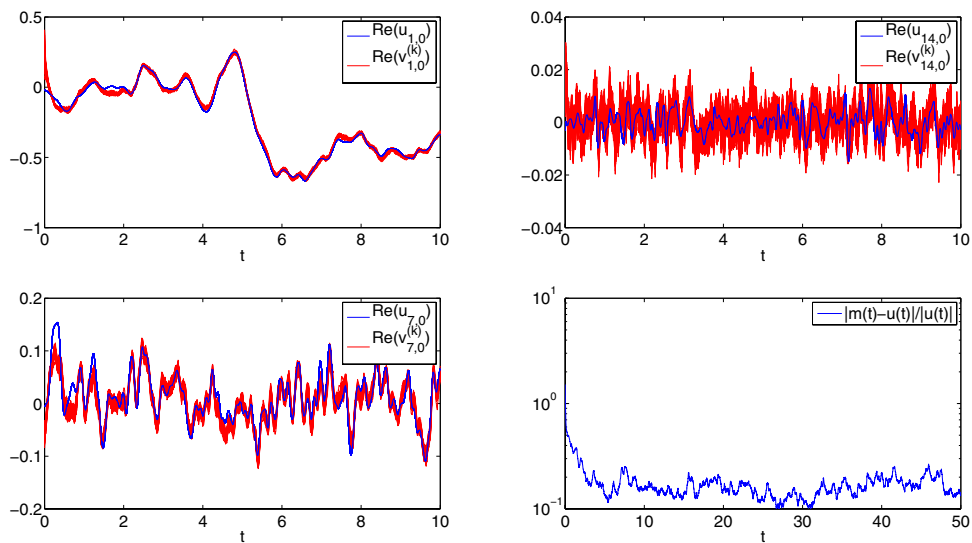 0.5
0
−0.5
−1
0 2 4 6 8 10
t
Re(u1,0)
Re(v1,0(k))
0.04
0.02
0
−0.02
−0.04
0 2 4 6 8 10
t
Re(u14,0)
Re(v14,0(k))
0.2
0.1
0
−0.1
−0.2
0 2 4 6 8 10
t
Re(u7,0)
Re(v7,0(k))
10^1
10^0
10^−1
0 10 20 30 40 50
t
|m(t)−u(t)|/|u(t)|